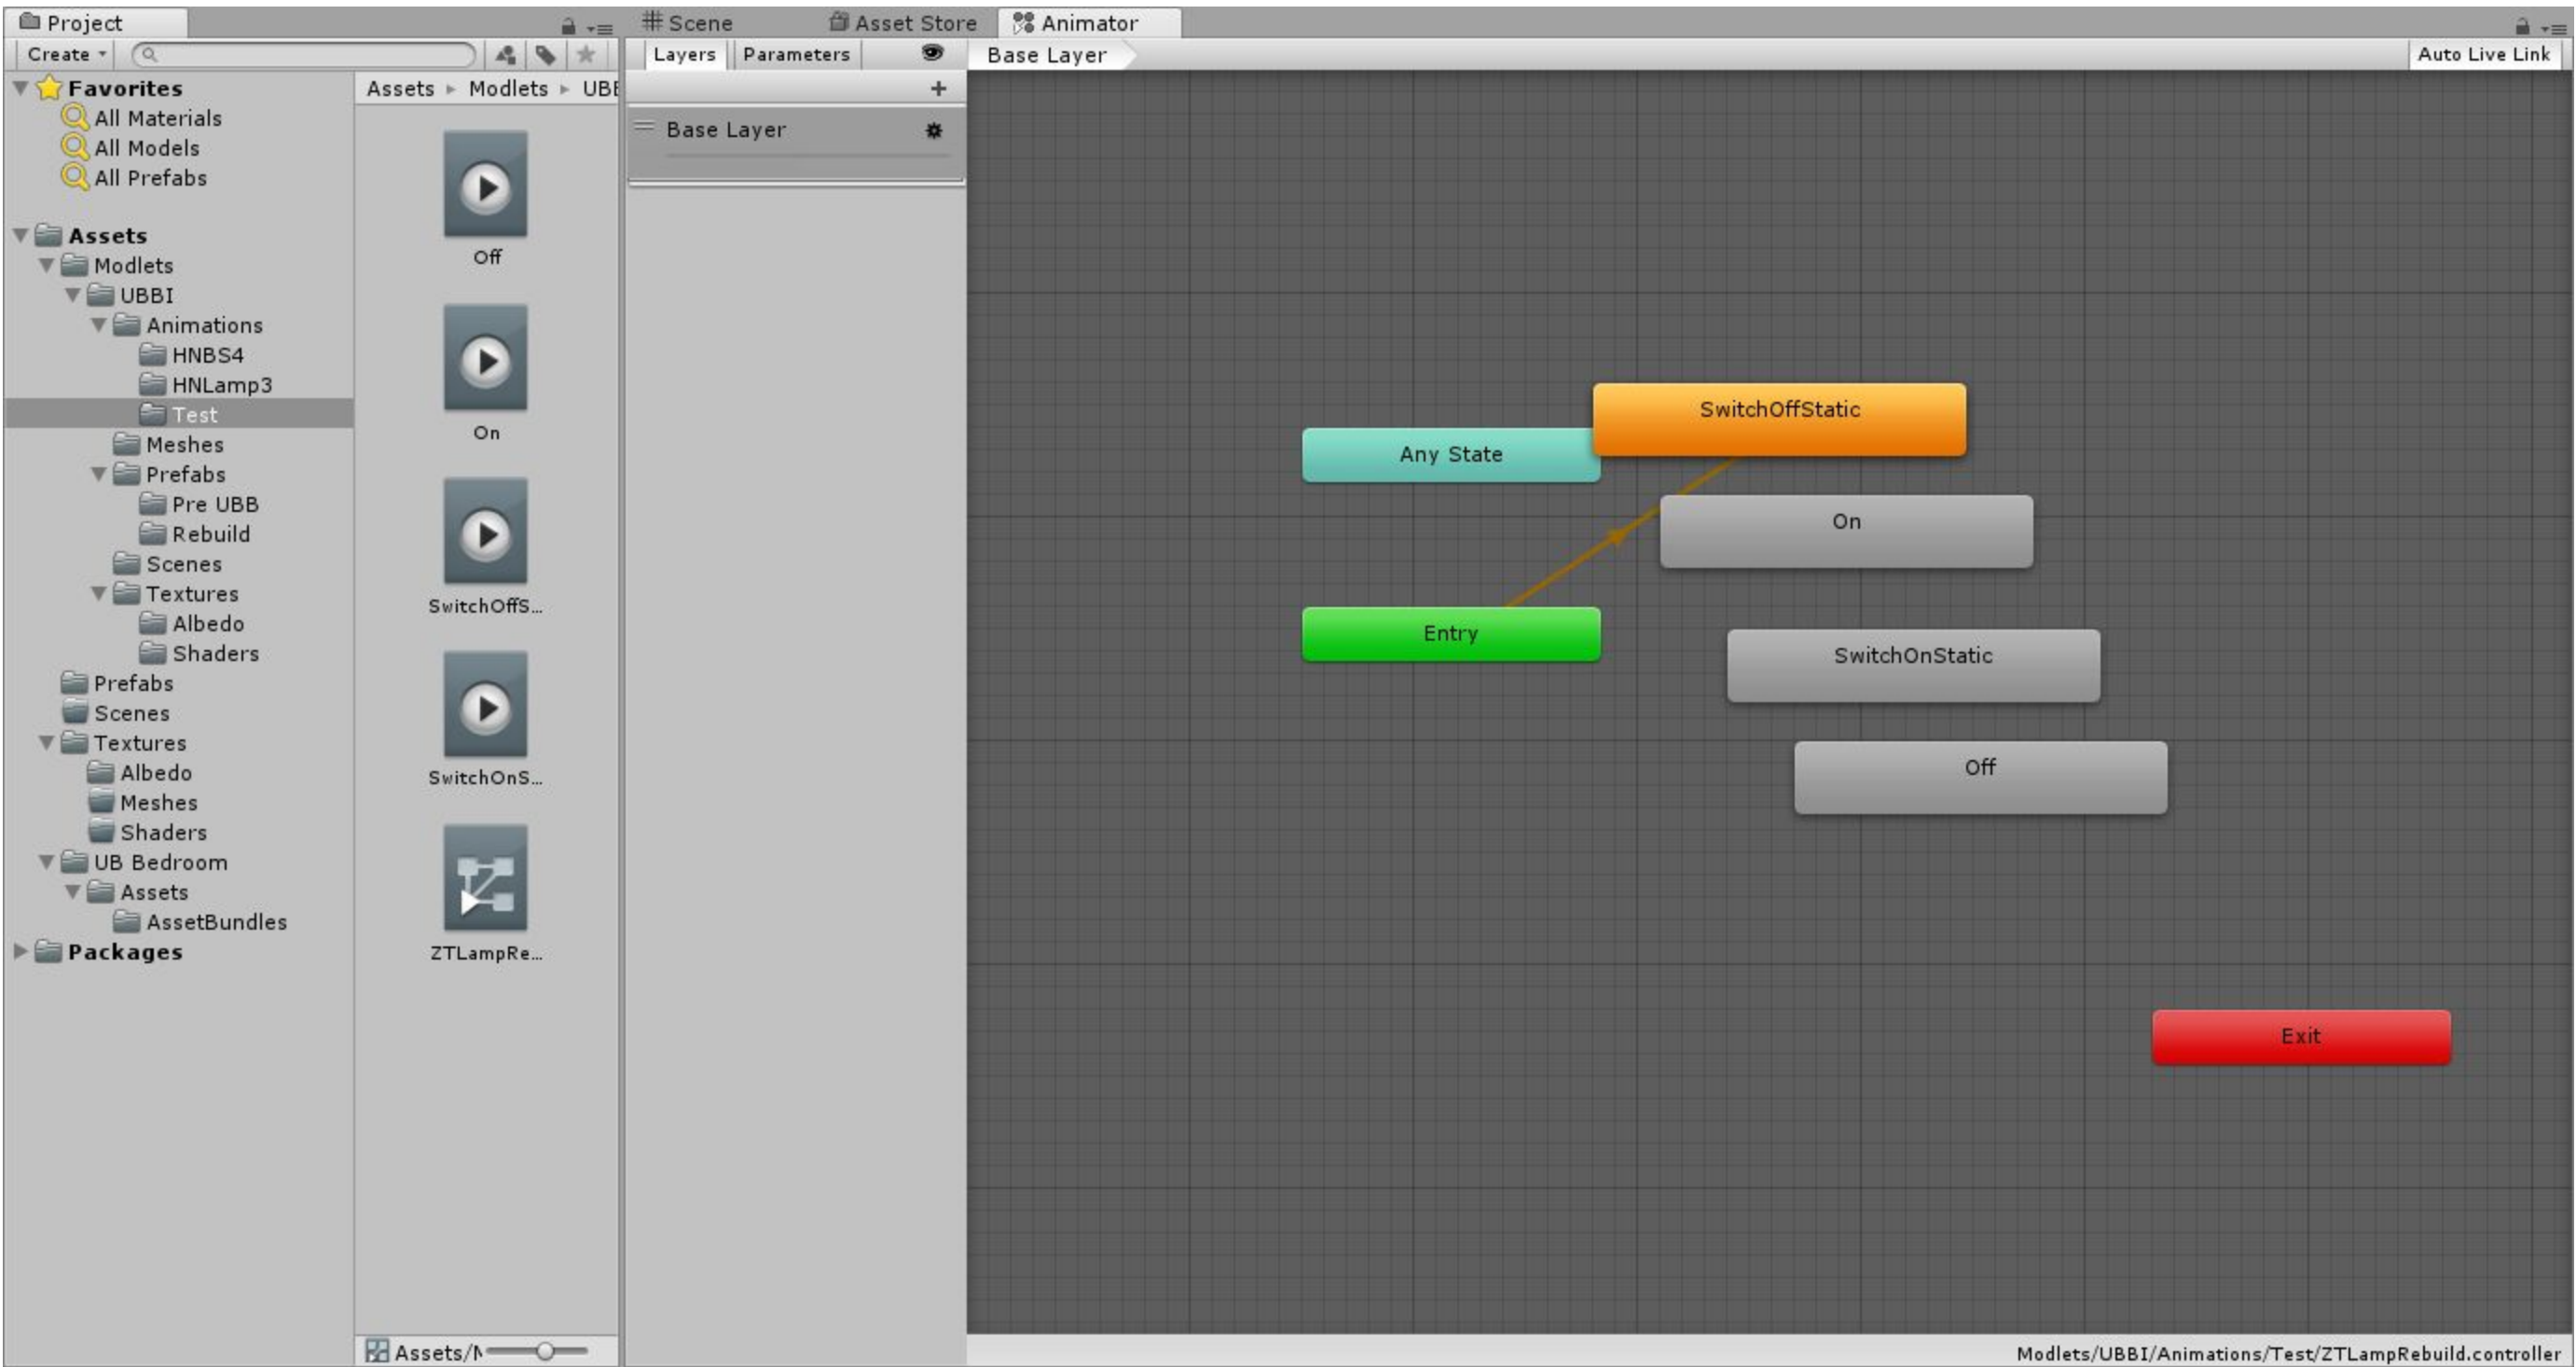 Project
Create
Favorites
All Materials
All Models
All Prefabs
Assets
Modlets
UBBI
Animations
HNBS4
HNLamp3
Test
Meshes
Prefabs
Pre UBB
Rebuild
Scenes
Textures
Albedo
Shaders
Prefabs
Scenes
Textures
Albedo
Meshes
Shaders
UB Bedroom
Assets
AssetBundles
Packages
Assets Modlets UBB
Off
On
SwitchOffS...
SwitchOnS...
ZTLampRe...
Assets/M
Scene Asset Store Animator
Layers Parameters
Base Layer
Auto Live Link
Base Layer
SwitchOffStatic
Any State
On
Entry
SwitchOnStatic
Off
Exit
Modlets/UBBI/Animations/Test/ZTLampRebuild.controller